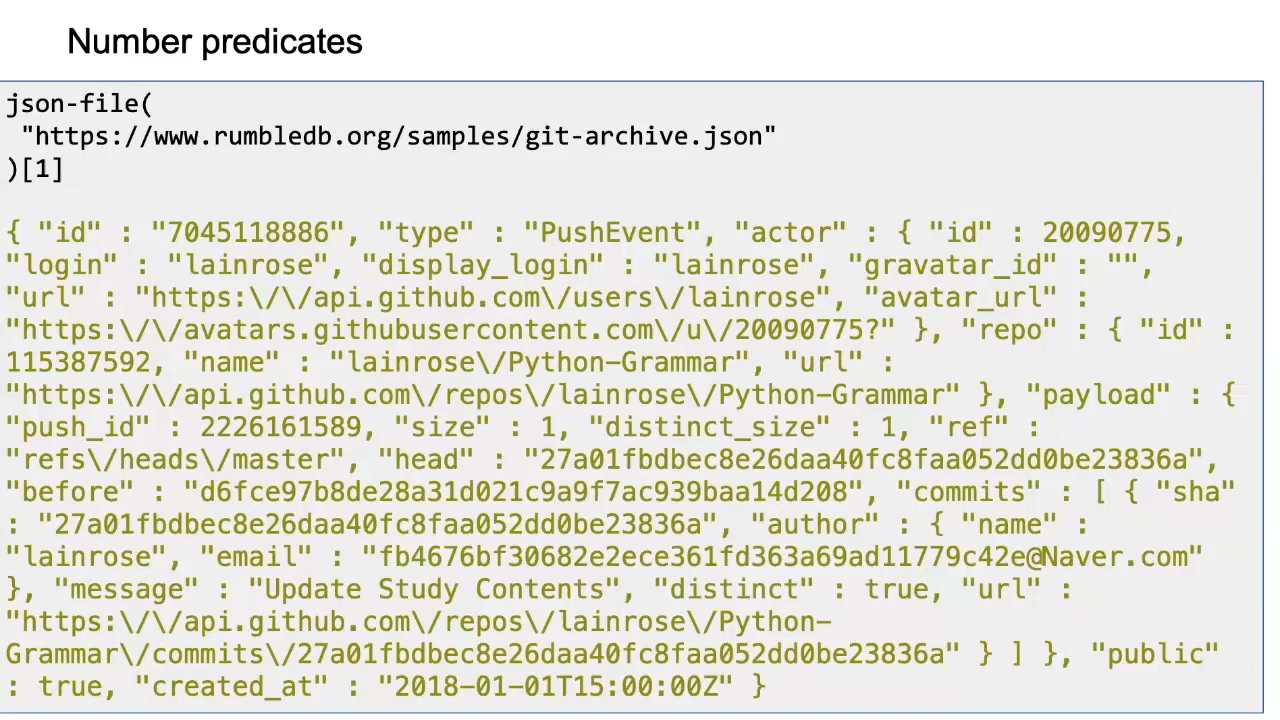 Number predicates
json-file(
"https://www.rumbledb.org/samples/git-archive.json"
)[1]
{ "id" : "7045118886", "type" : "PushEvent", "actor" : { "id" : 20090775,
"login" : "lainrose", "display_login" : "lainrose", "gravatar_id" : "",
"url" : "https:\/\/api.github.com\/users\/lainrose", "avatar_url" :
"https:\/\/avatars.githubusercontent.com\/u\/20090775?" }, "repo" : { "id" :
115387592, "name" : "lainrose\/Python-Grammar", "url" :
"https:\/\/api.github.com\/repos\/lainrose\/Python-Grammar" }, "payload" : {
"push_id" : 2226161589, "size" : 1, "distinct_size" : 1, "ref" :
"refs\/heads\/master", "head" : "27a01fbdbec8e26daa40fc8faa052dd0be23836a",
"before" : "d6fce97b8de28a31d021c9a9f7ac939baa14d208", "commits" : [ { "sha"
: "27a01fbdbec8e26daa40fc8faa052dd0be23836a", "author" : { "name" :
"lainrose", "email" : "fb4676bf30682e2ece361fd363a69ad11779c42e@Naver.com"
}, "message" : "Update Study Contents", "distinct" : true, "url" :
"https:\/\/api.github.com\/repos\/lainrose\/Python-
Grammar\/commits\/27a01fbdbec8e26daa40fc8faa052dd0be23836a" } ] }, "public"
: true, "created_at" : "2018-01-01T15:00:00Z" }